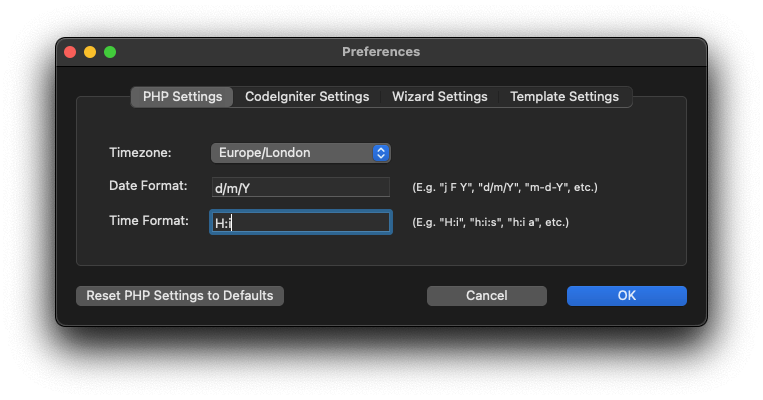 Preferences
PHP Settings CodeIgniter Settings Wizard Settings Template Settings
Timezone: Europe/London
Date Format: d/m/Y (E.g. "j F Y", "d/m/Y", "m-d-Y", etc.)
Time Format: H:i (E.g. "H:i", "h:i:s", "h:i a", etc.)
Reset PHP Settings to Defaults Cancel OK